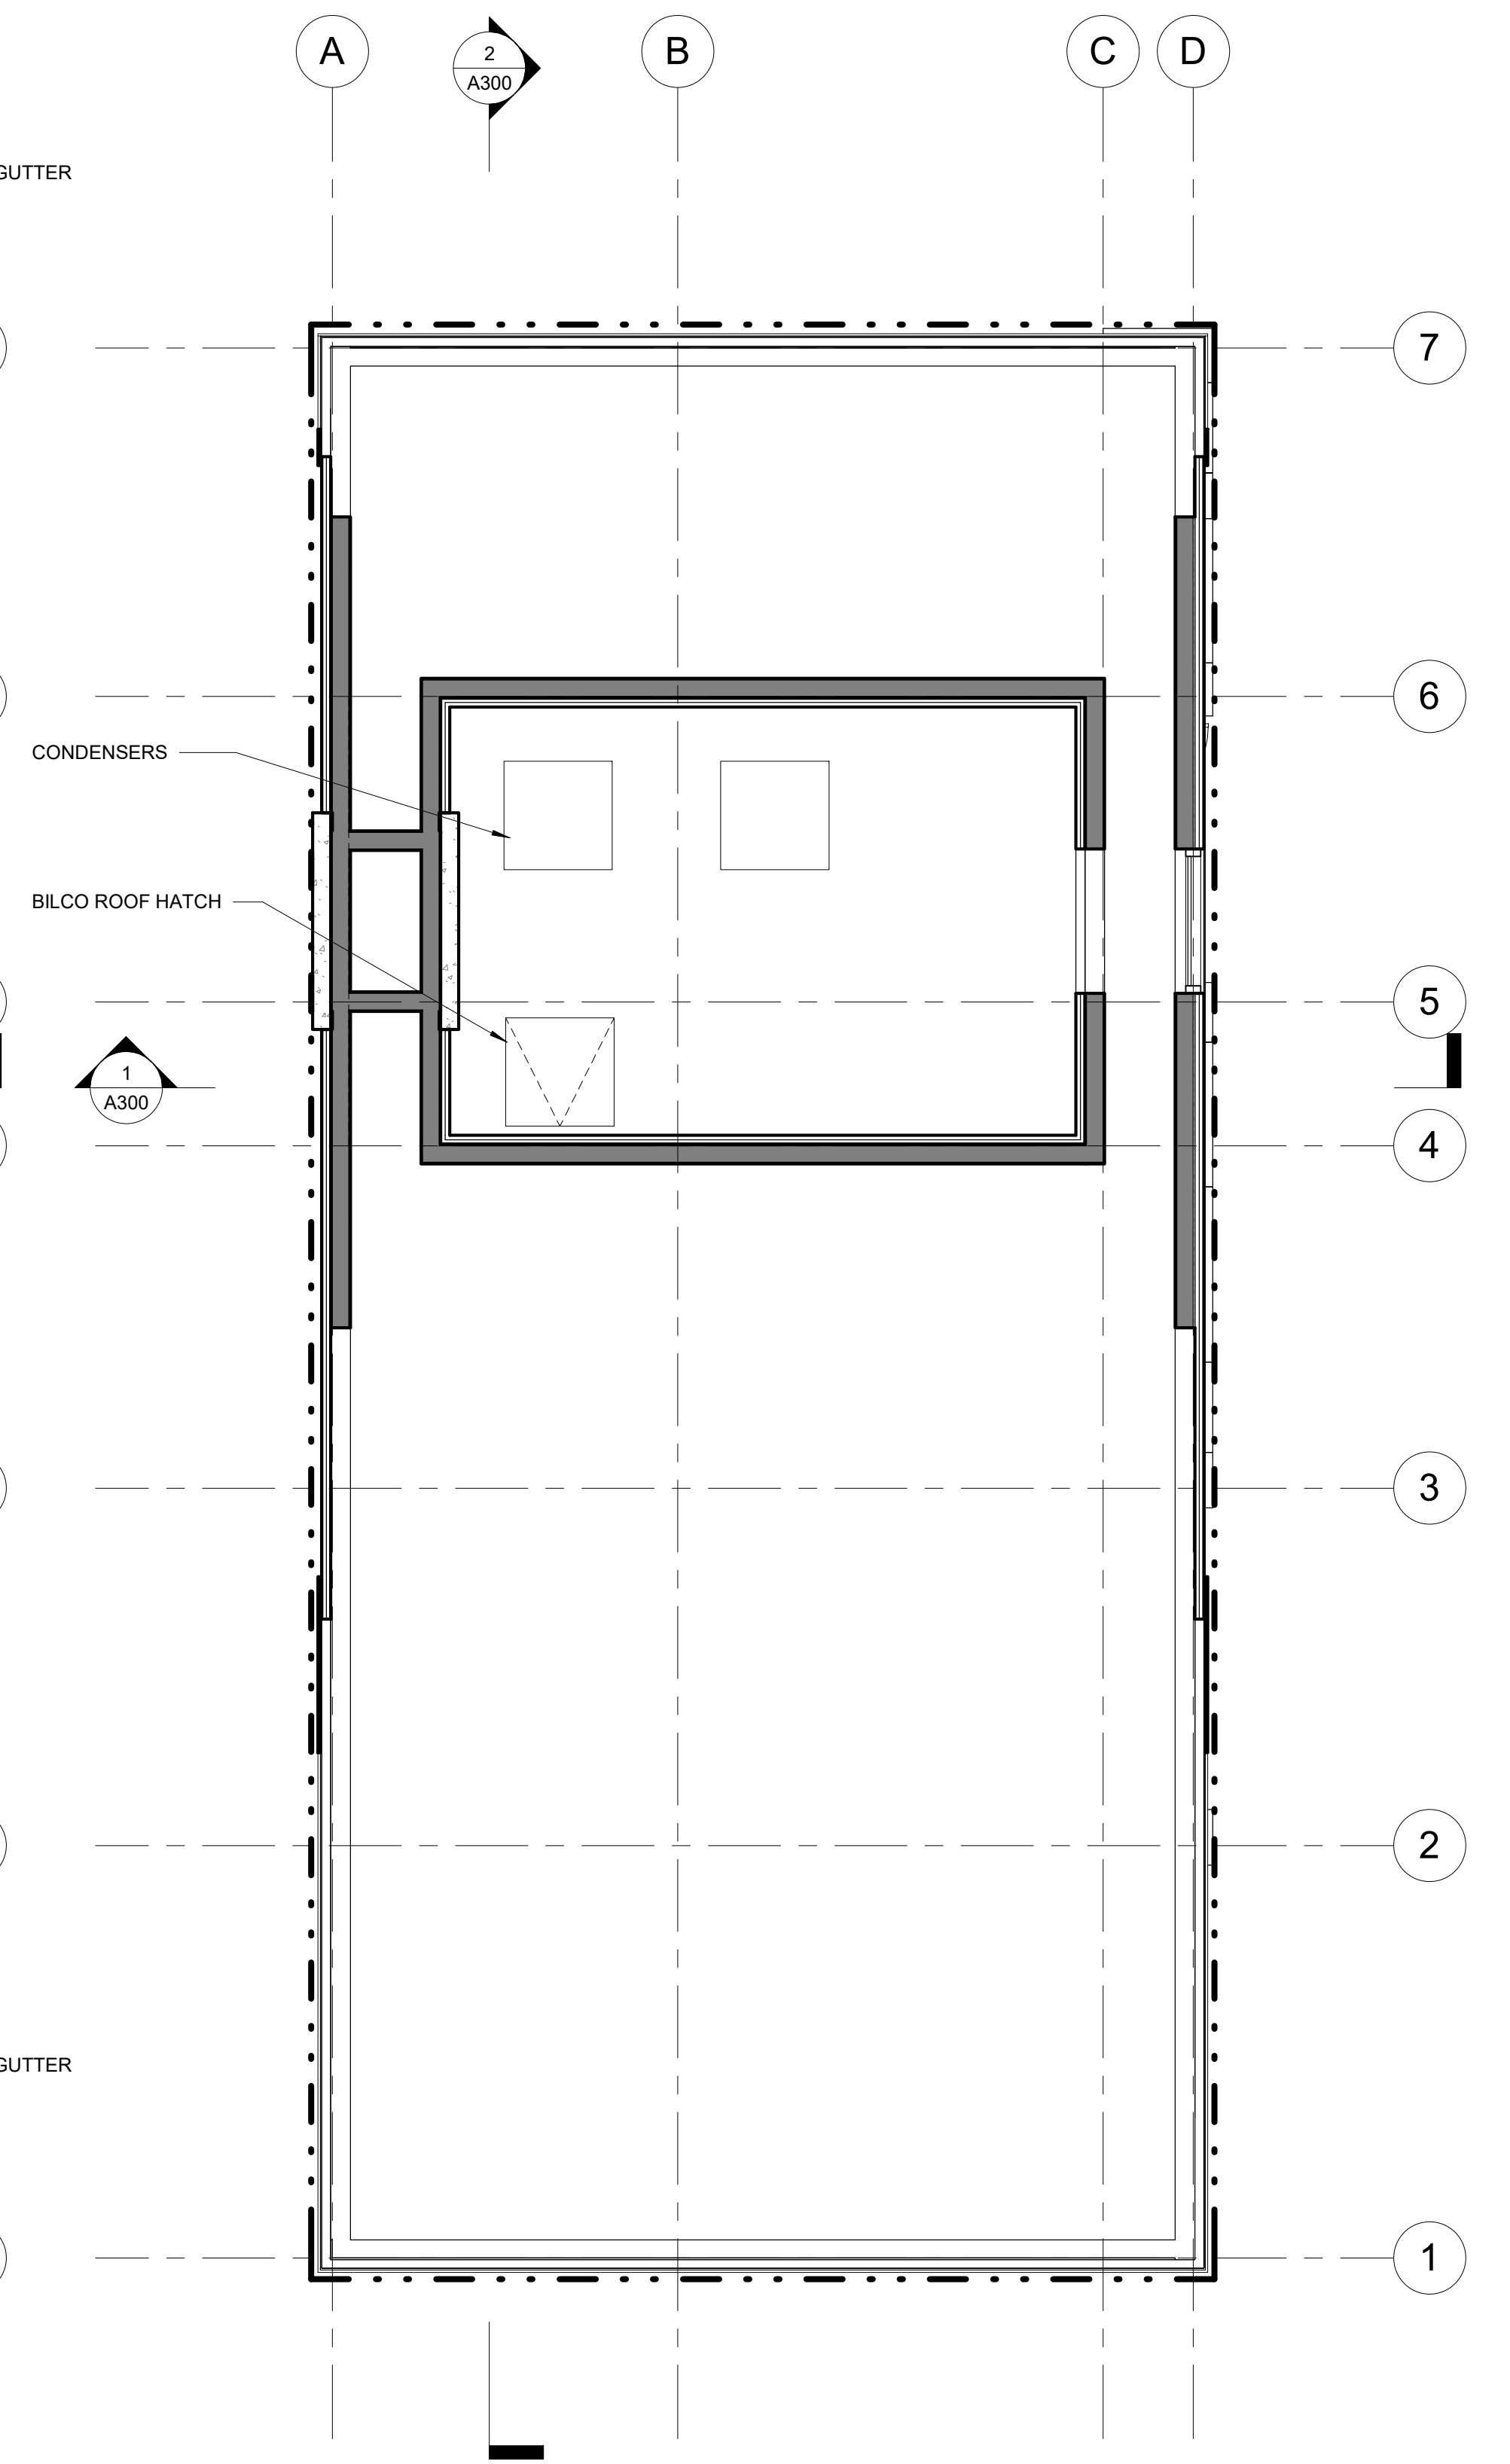 A
2
A300
B
C
D
GUTTER
7
6
CONDENSERS
BILCO ROOF HATCH
5
1
A300
4
3
2
GUTTER
1